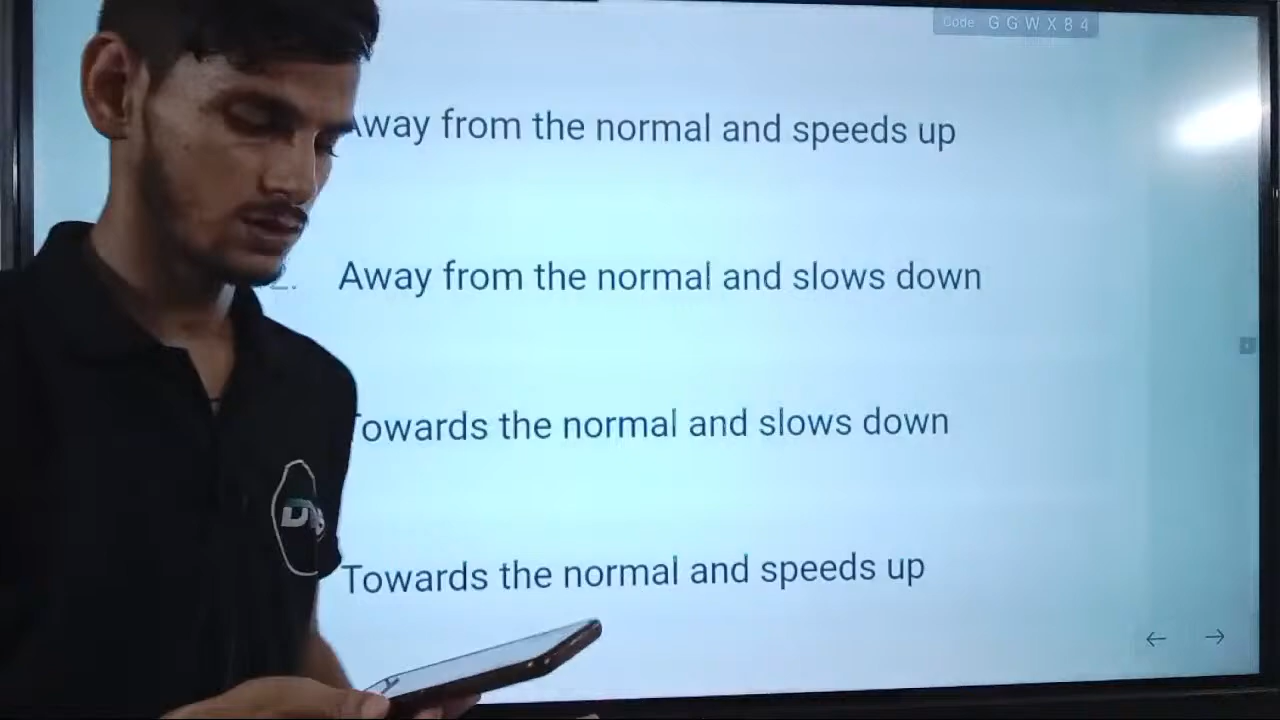 Code G G W X 8 4
Away from the normal and speeds up
2. Away from the normal and slows down
Towards the normal and slows down
Towards the normal and speeds up